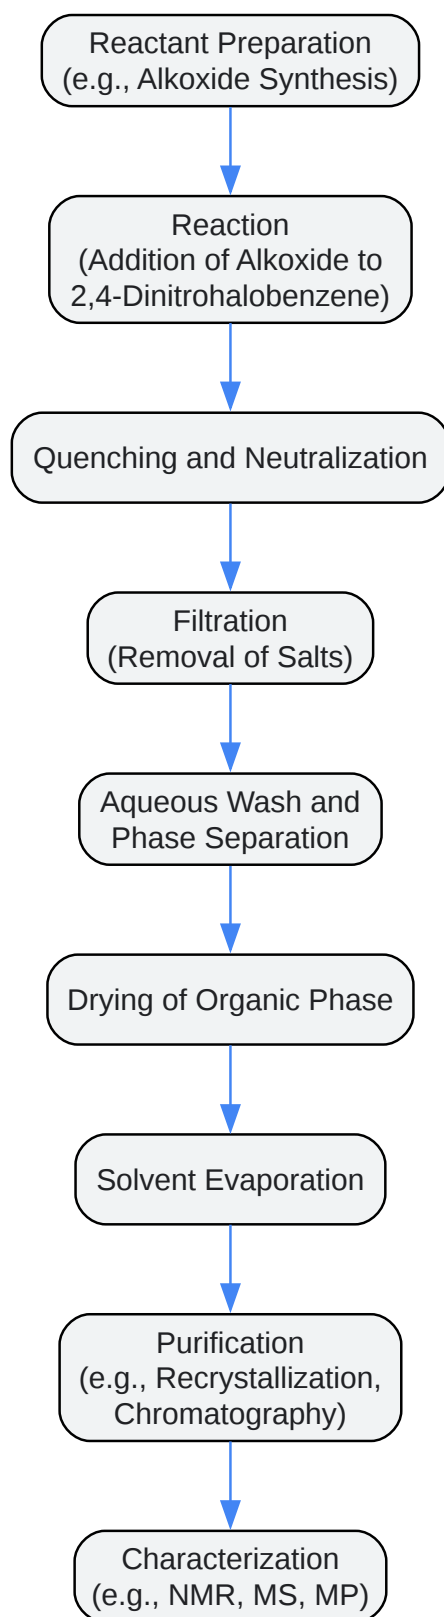 Reactant Preparation
(e.g., Alkoxide Synthesis)
Reaction
(Addition of Alkoxide to
2,4-Dinitrohalobenzene)
Quenching and Neutralization
Filtration
(Removal of Salts)
Aqueous Wash and
Phase Separation
Drying of Organic Phase
Solvent Evaporation
Purification
(e.g., Recrystallization,
Chromatography)
Characterization
(e.g., NMR, MS, MP)